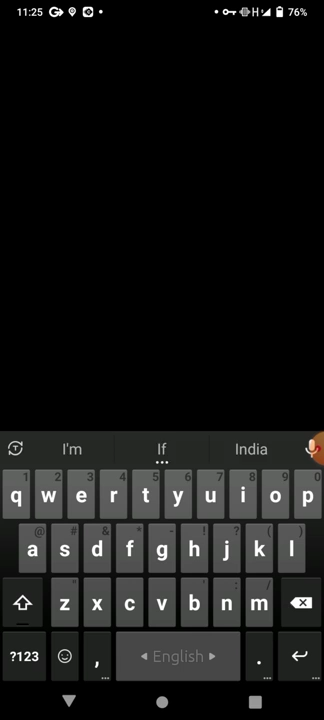 11:25 76%
I'm If India
1 2 3 4 5 6 7 8 9 0
q w e r t y u i o p
@ # & * - ! ? ( )
a s d f g h j k l
" ' : /
z x c v b n m
?123 , English .